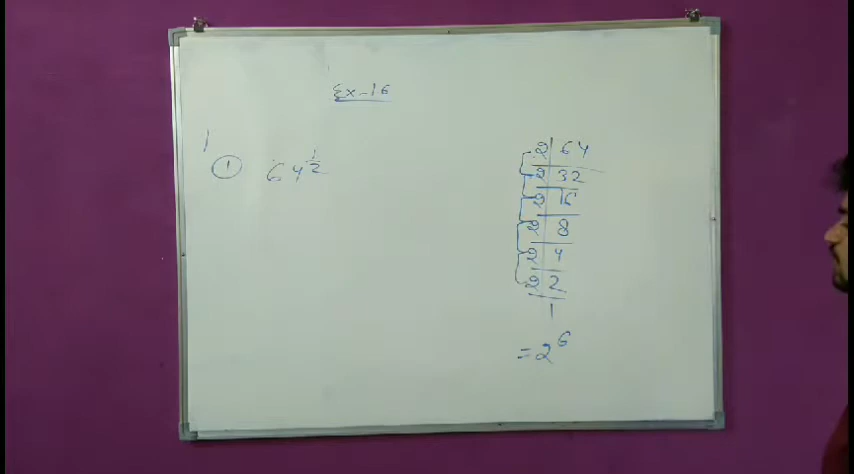 Ex-16
1
① 64^1/2
2 | 64
2 | 32
2 | 16
2 | 8
2 | 4
2 | 2
1
= 2^6